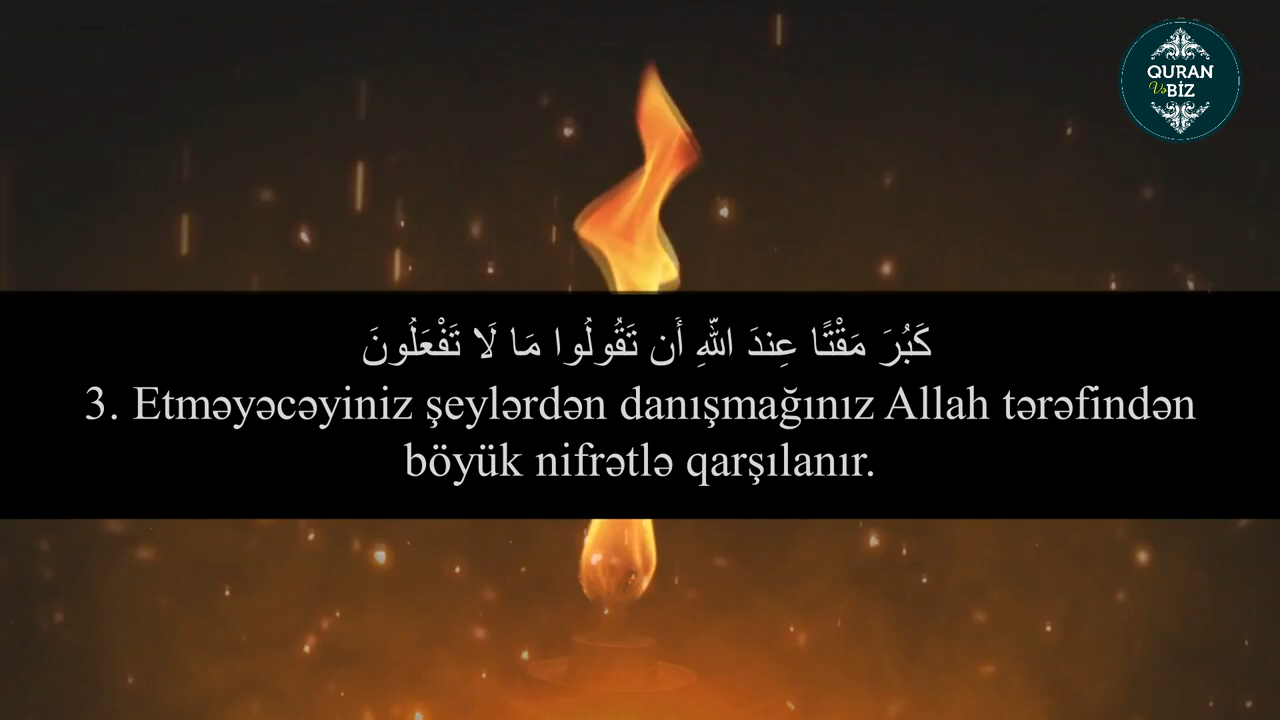 QURAN
Və BİZ
كَبُرَ مَقْتًا عِندَ اللَّهِ أَن تَقُولُوا مَا لَا تَفْعَلُونَ
3. Etməyəcəyiniz şeylərdən danışmağınız Allah tərəfindən
böyük nifrətlə qarşılanır.